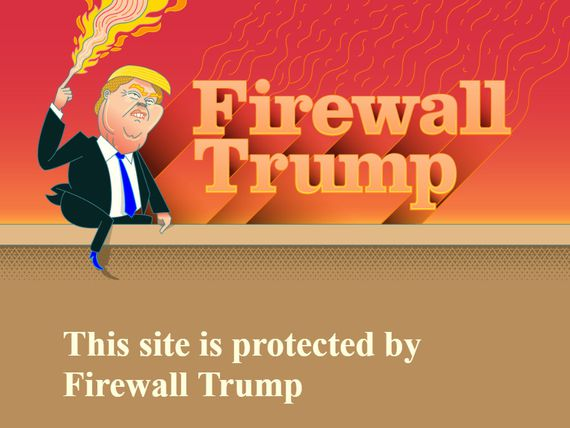 Firewall
Trump
This site is protected by
Firewall Trump